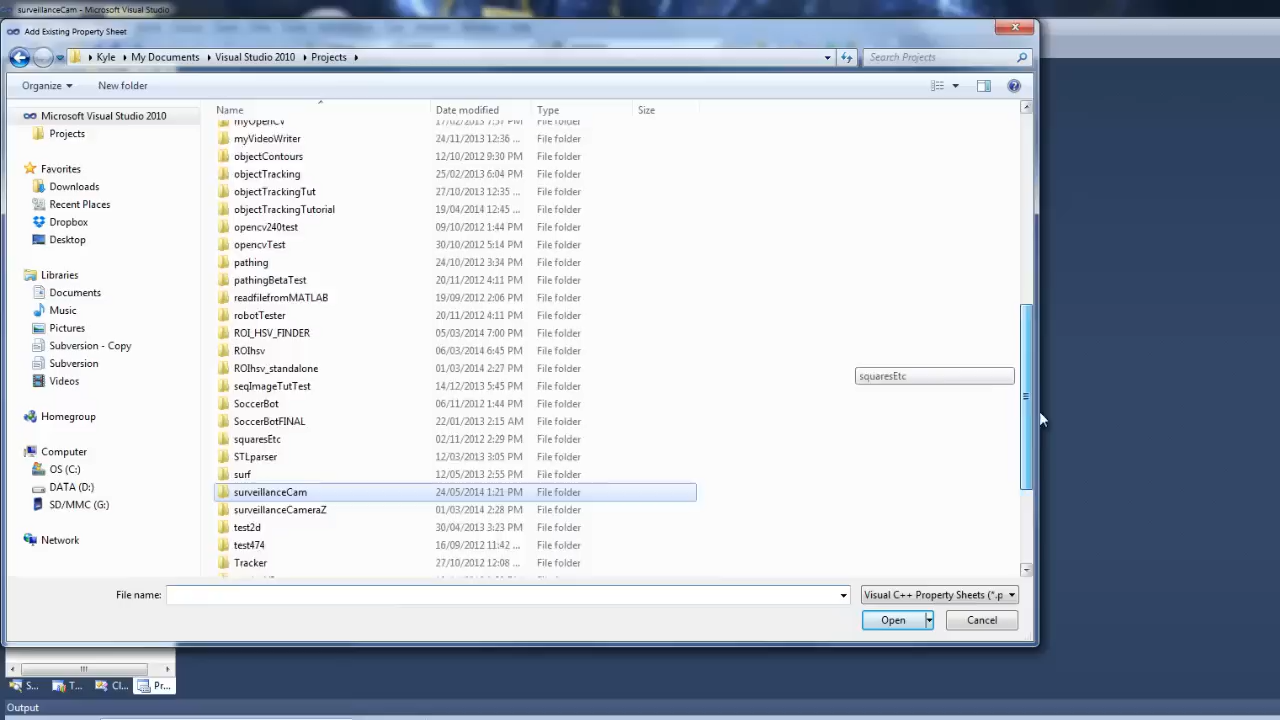 surveillanceCam - Microsoft Visual Studio
Add Existing Property Sheet
Kyle My Documents Visual Studio 2010 Projects
Search Projects
Organize New folder
Name Date modified Type Size
Microsoft Visual Studio 2010
Projects
Favorites
Downloads
Recent Places
Dropbox
Desktop
Libraries
Documents
Music
Pictures
Subversion - Copy
Subversion
Videos
Homegroup
Computer
OS (C:)
DATA (D:)
SD/MMC (G:)
Network
myOpenCV 17/02/2013 7:57 PM File folder
myVideoWriter 24/11/2013 12:36 ... File folder
objectContours 12/10/2012 9:30 PM File folder
objectTracking 25/02/2013 6:04 PM File folder
objectTrackingTut 27/10/2013 12:35 ... File folder
objectTrackingTutorial 19/04/2014 12:45 ... File folder
opencv240test 09/10/2012 1:44 PM File folder
opencvTest 30/10/2012 5:14 PM File folder
pathing 24/10/2012 3:34 PM File folder
pathingBetaTest 20/11/2012 4:11 PM File folder
readfilefromMATLAB 19/09/2012 2:06 PM File folder
robotTester 20/11/2012 4:11 PM File folder
ROI_HSV_FINDER 05/03/2014 7:00 PM File folder
ROIhsv 06/03/2014 6:45 PM File folder
ROIhsv_standalone 01/03/2014 2:27 PM File folder
seqImageTutTest 14/12/2013 5:45 PM File folder
SoccerBot 06/11/2012 1:44 PM File folder
SoccerBotFINAL 22/01/2013 2:15 AM File folder
squaresEtc 02/11/2012 2:29 PM File folder
STLparser 12/03/2013 3:05 PM File folder
surf 12/05/2013 2:55 PM File folder
surveillanceCam 24/05/2014 1:21 PM File folder
surveillanceCameraZ 01/03/2014 2:28 PM File folder
test2d 30/04/2013 3:23 PM File folder
test474 16/09/2012 11:42 ... File folder
Tracker 27/10/2012 12:08 ... File folder
squaresEtc
File name: Visual C++ Property Sheets (*.p
Open Cancel
S... T... Cl... Pr...
Output